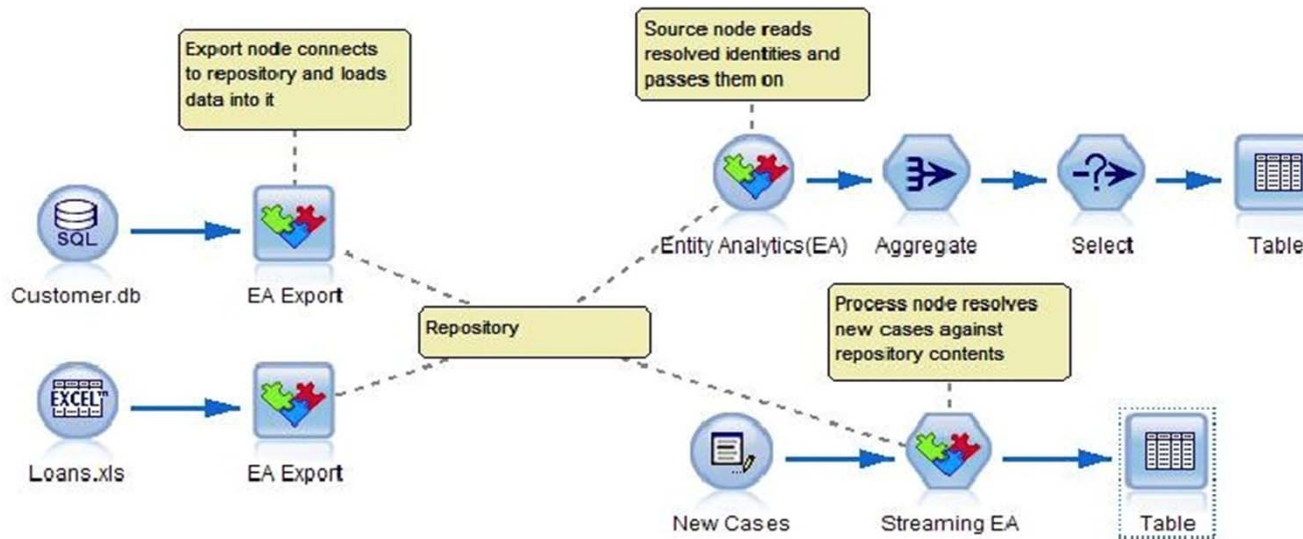 Export node connects
to repository and loads
data into it
Source node reads
resolved identities and
passes them on
SQL
Customer.db
EA Export
Entity Analytics(EA)
Aggregate
-?
Select
Table
Repository
Process node resolves
new cases against
repository contents
EXCEL™
Loans.xls
EA Export
New Cases
Streaming EA
Table